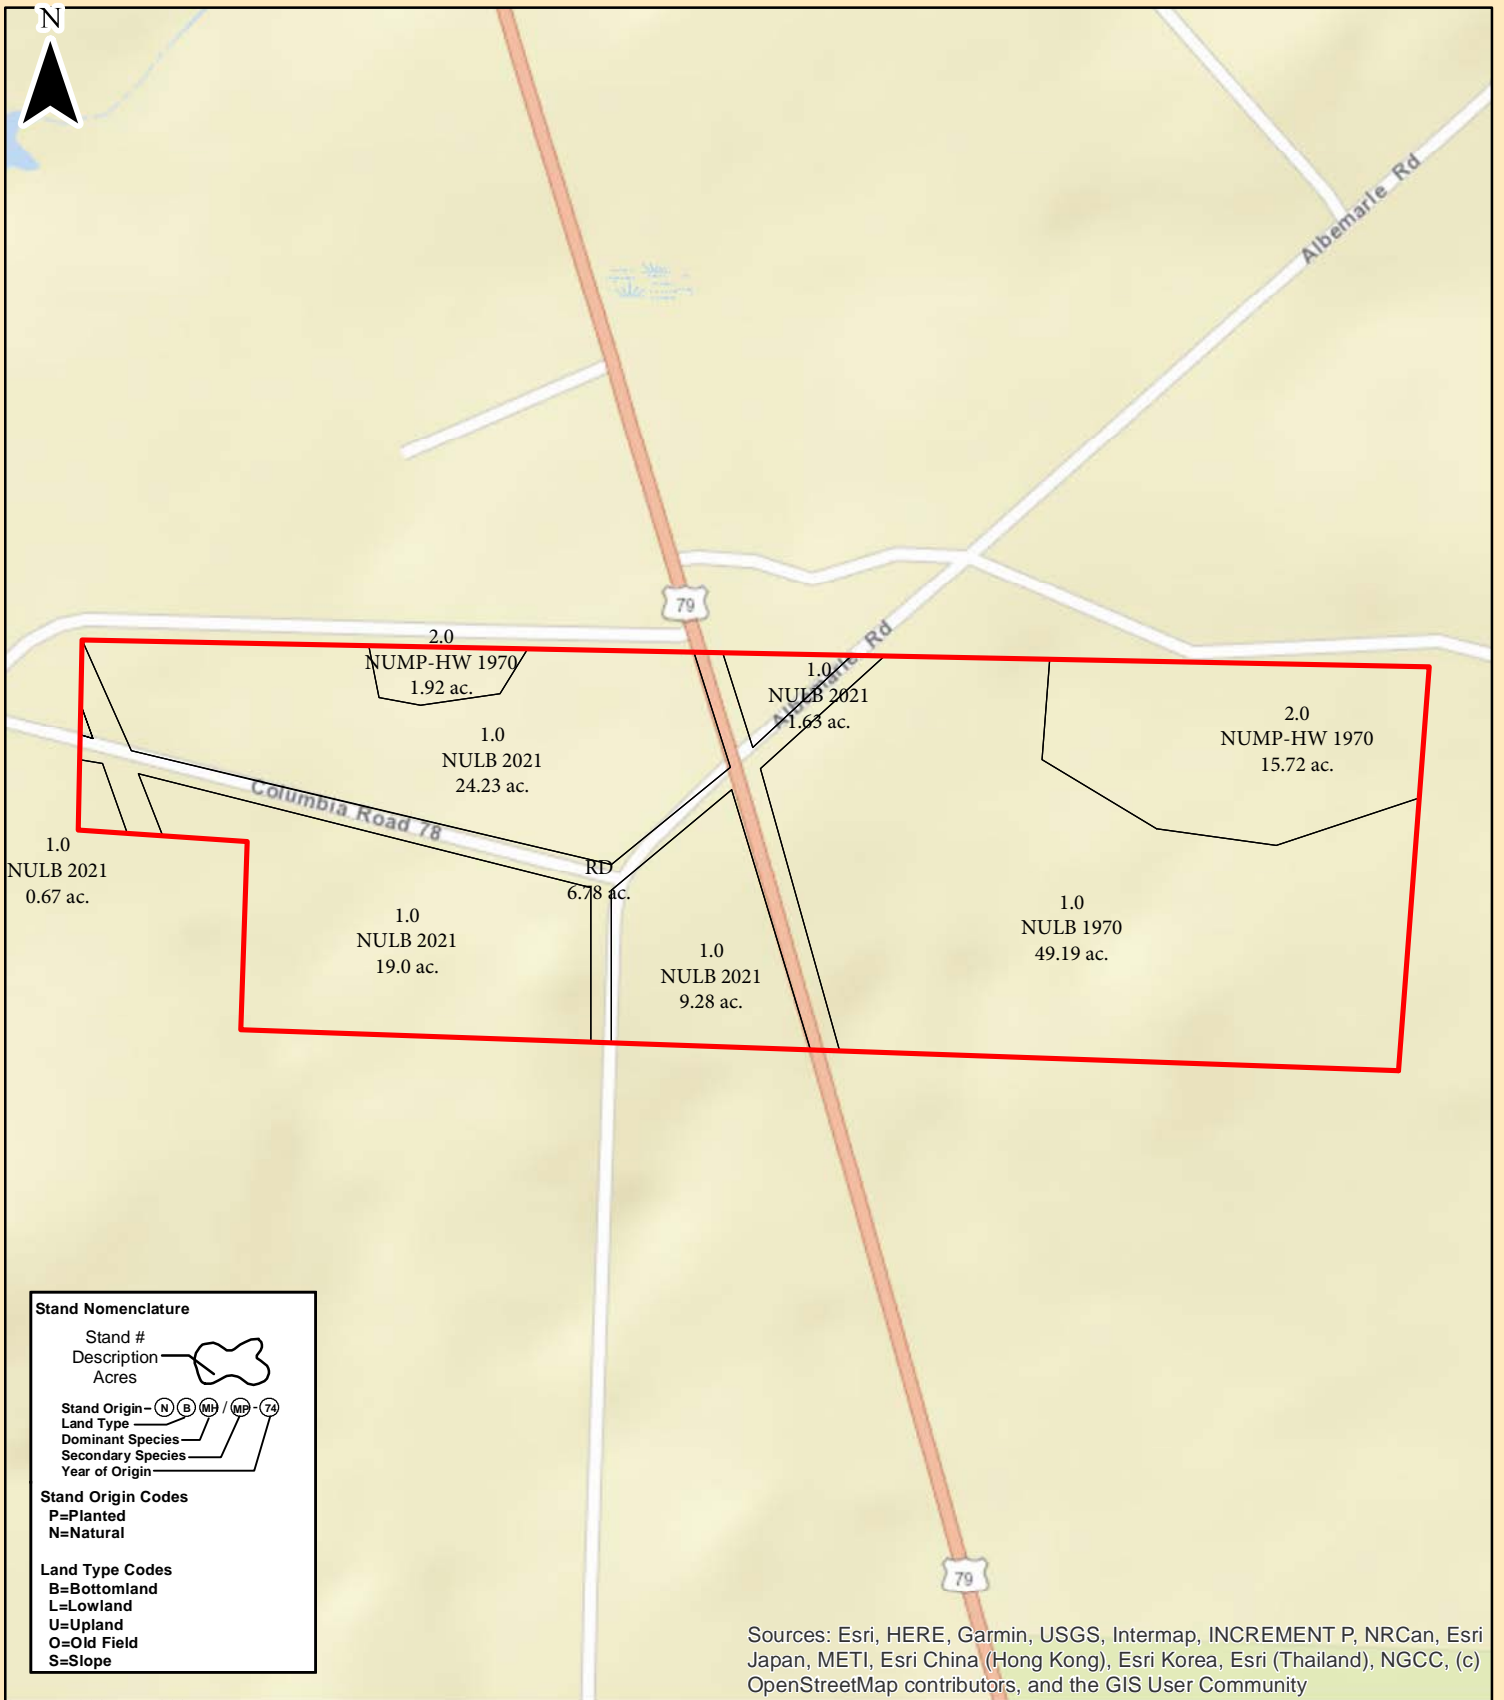 N
Albemarle Rd
79
Albemarle Rd
2.0
NUMP-HW 1970
1.92 ac.
1.0
NULB 2021
1.63 ac.
2.0
NUMP-HW 1970
15.72 ac.
1.0
NULB 2021
24.23 ac.
Columbia Road 78
1.0
NULB 2021
0.67 ac.
RD
6.78 ac.
1.0
NULB 2021
19.0 ac.
1.0
NULB 2021
9.28 ac.
1.0
NULB 1970
49.19 ac.
Stand Nomenclature
Stand #
Description
Acres
Stand Origin- N B MH / MP - 74
Land Type
Dominant Species
Secondary Species
Year of Origin
Stand Origin Codes
P=Planted
N=Natural
Land Type Codes
B=Bottomland
L=Lowland
U=Upland
O=Old Field
S=Slope
79
Sources: Esri, HERE, Garmin, USGS, Intermap, INCREMENT P, NRCan, Esri
Japan, METI, Esri China (Hong Kong), Esri Korea, Esri (Thailand), NGCC, (c)
OpenStreetMap contributors, and the GIS User Community